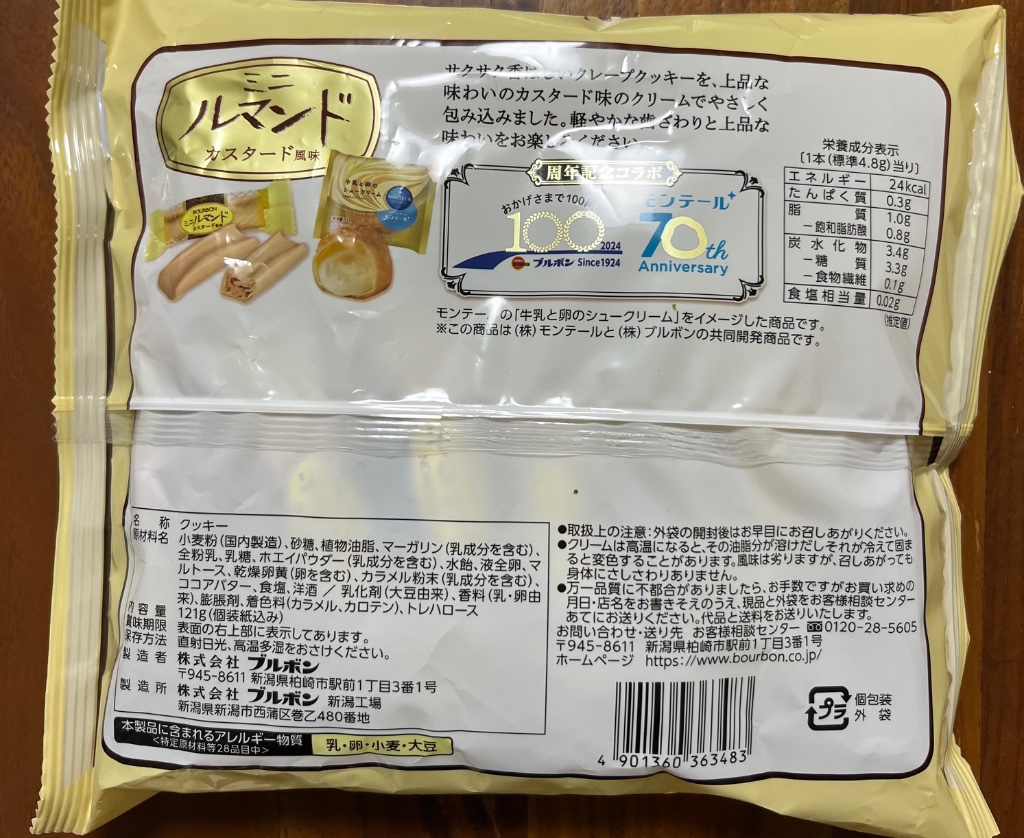 ミニ
ルマンド
カスタード風味
サクサク香ばしいクレープクッキーを、上品な
味わいのカスタード味のクリームでやさしく
包み込みました。軽やかな歯ざわりと上品な
味わいをお楽しみください。
BOURBON
ミニルマンド
カスタード風味
牛乳と卵の
シュークリーム
モンテール
周年記念コラボ
おかげさまで100周年
100
2024
ブルボン Since1924
モンテール
70th
Anniversary
モンテールの「牛乳と卵のシュークリーム」をイメージした商品です。
※この商品は(株)モンテールと(株)ブルボンの共同開発商品です。
栄養成分表示
〔1本(標準4.8g)当り〕
エネルギー 24kcal
たんぱく質 0.3g
脂質 1.0g
－飽和脂肪酸 0.8g
炭水化物 3.4g
－糖質 3.3g
－食物繊維 0.1g
食塩相当量 0.02g
(推定値)
名称 クッキー
原材料名 小麦粉(国内製造)、砂糖、植物油脂、マーガリン(乳成分を含む)、
全粉乳、乳糖、ホエイパウダー(乳成分を含む)、水飴、液全卵、マ
ルトース、乾燥卵黄(卵を含む)、カラメル粉末(乳成分を含む)、
ココアバター、食塩、洋酒 ／ 乳化剤(大豆由来)、香料(乳・卵由
来)、膨脹剤、着色料(カラメル、カロテン)、トレハロース
内容量 121g(個装紙込み)
賞味期限 表面の右上部に表示してあります。
保存方法 直射日光、高温多湿をおさけください。
製造者 株式会社 ブルボン
〒945-8611 新潟県柏崎市駅前1丁目3番1号
製造所 株式会社 ブルボン 新潟工場
新潟県新潟市西蒲区巻乙480番地
本製品に含まれるアレルギー物質
<特定原材料等28品目中>
乳・卵・小麦・大豆
●取扱上の注意:外袋の開封後はお早目にお召しあがりください。
●クリームは高温になると、その油脂分が溶けだしそれが冷えて固ま
ると変色することがあります。風味は劣りますが、召しあがっても
身体にさしさわりありません。
●万一品質に不都合がありましたら、お手数ですがお買い求めの
月日・店名をお書きそえのうえ、現品と外袋をお客様相談センター
あてにお送りください。代品と送料をお送りいたします。
お問い合わせ・送り先 お客様相談センター 0120-28-5605
〒945-8611 新潟県柏崎市駅前1丁目3番1号
ホームページ https://www.bourbon.co.jp/
4 901360 363483
プラ
個包装
外袋